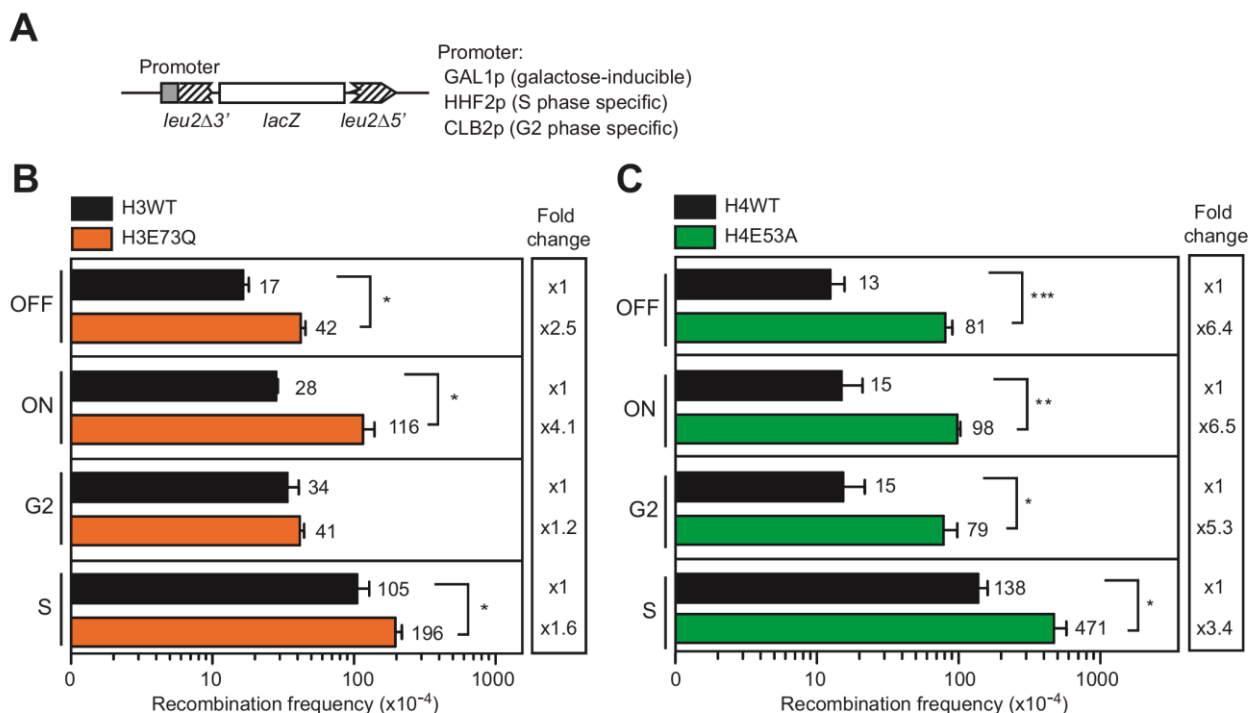 A
Promoter
leu2Δ3’ lacZ leu2Δ5’
Promoter:
GAL1p (galactose-inducible)
HHF2p (S phase specific)
CLB2p (G2 phase specific)
B
H3WT
H3E73Q
Fold
change
OFF
17
*
x1
42
x2.5
ON
28
*
x1
116
x4.1
G2
34
x1
41
x1.2
S
105
*
x1
196
x1.6
0 10 100 1000
Recombination frequency (x10⁻⁴)
C
H4WT
H4E53A
Fold
change
OFF
13
***
x1
81
x6.4
ON
15
**
x1
98
x6.5
G2
15
*
x1
79
x5.3
S
138
*
x1
471
x3.4
0 10 100 1000
Recombination frequency (x10⁻⁴)